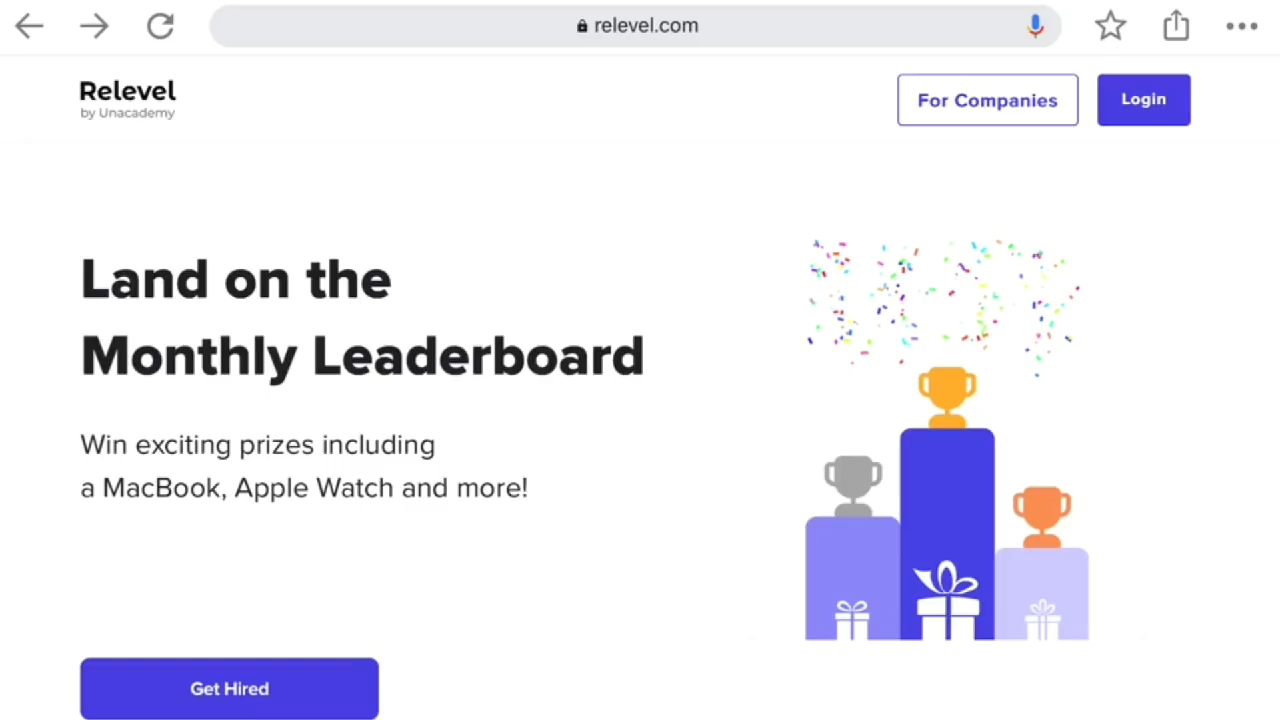 relevel.com
Relevel
by Unacademy
For Companies
Login
Land on the
Monthly Leaderboard
Win exciting prizes including
a MacBook, Apple Watch and more!
Get Hired